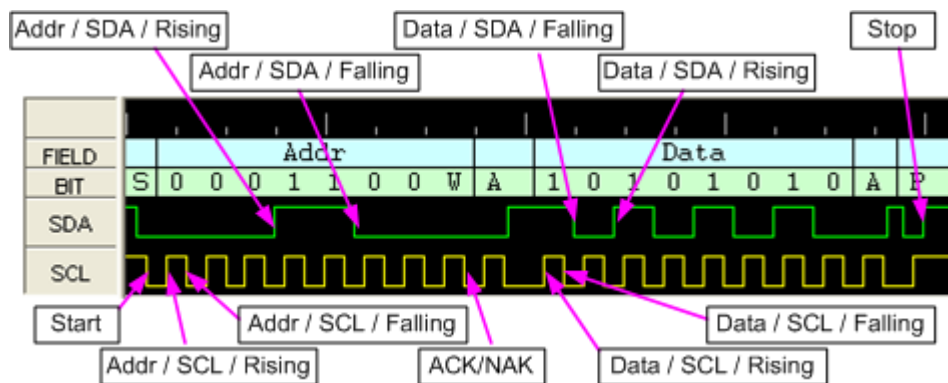 Addr / SDA / Rising
Data / SDA / Falling
Stop
Addr / SDA / Falling
Data / SDA / Rising
FIELD Addr Data
BIT S 0 0 0 1 1 0 0 W A 1 0 1 0 1 0 1 0 A P
SDA
SCL
Start
Addr / SCL / Falling
Data / SCL / Falling
Addr / SCL / Rising
ACK/NAK
Data / SCL / Rising